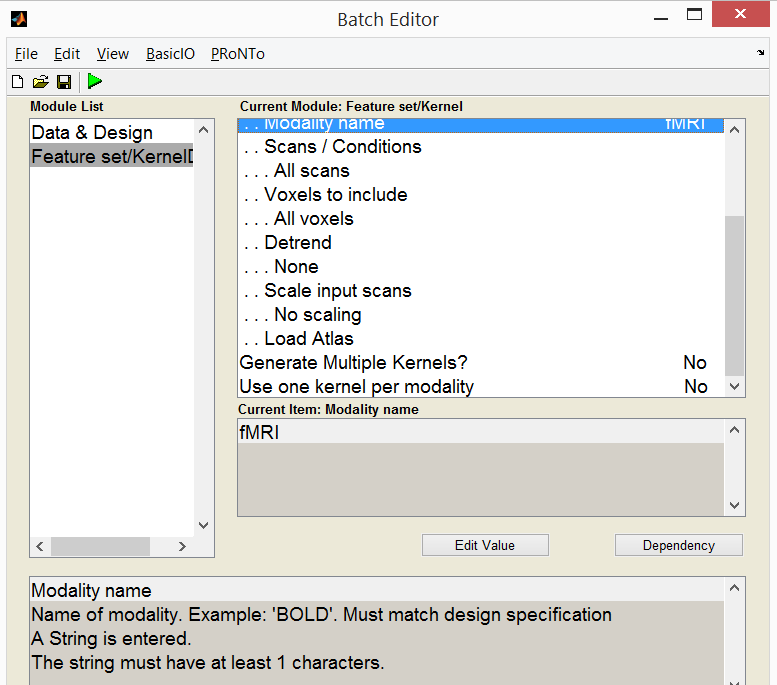 Batch Editor
File Edit View BasicIO PRoNTo
Module List
Current Module: Feature set/Kernel
Data & Design
Feature set/KernelD
. . Modality name fMRI
. . Scans / Conditions
. . . All scans
. . Voxels to include
. . . All voxels
. . Detrend
. . . None
. . Scale input scans
. . . No scaling
. . Load Atlas
Generate Multiple Kernels? No
Use one kernel per modality No
Current Item: Modality name
fMRI
Edit Value
Dependency
Modality name
Name of modality. Example: 'BOLD'. Must match design specification
A String is entered.
The string must have at least 1 characters.